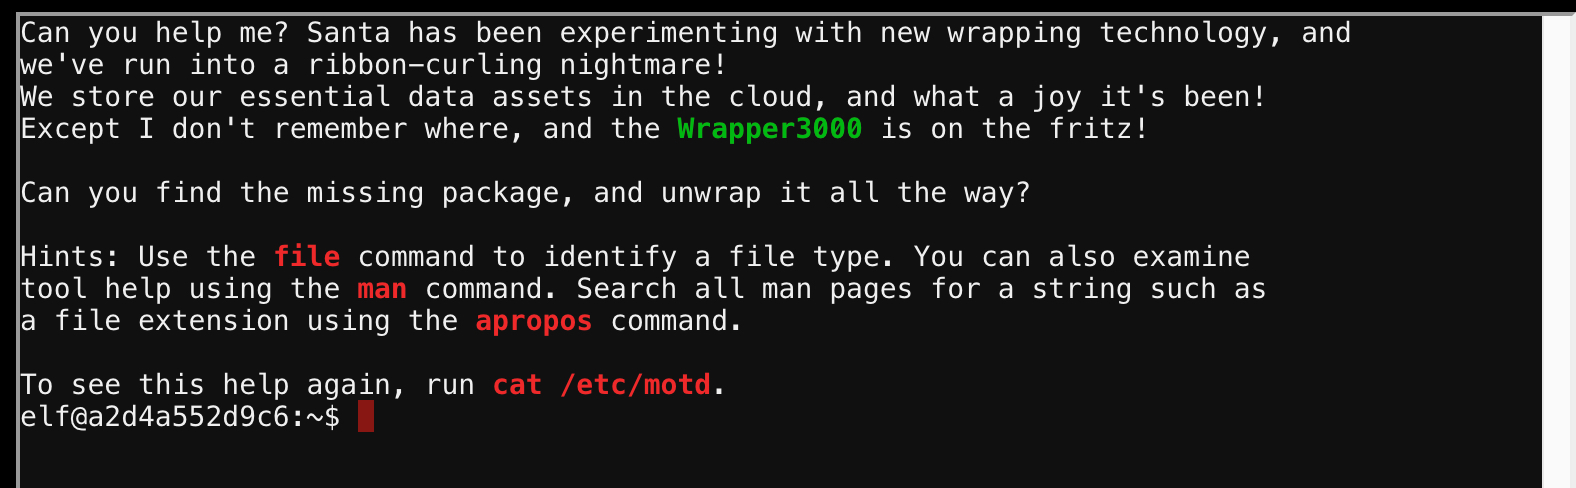 Can you help me? Santa has been experimenting with new wrapping technology, and
we've run into a ribbon-curling nightmare!
We store our essential data assets in the cloud, and what a joy it's been!
Except I don't remember where, and the Wrapper3000 is on the fritz!
Can you find the missing package, and unwrap it all the way?
Hints: Use the file command to identify a file type. You can also examine
tool help using the man command. Search all man pages for a string such as
a file extension using the apropos command.
To see this help again, run cat /etc/motd.
elf@a2d4a552d9c6:~$